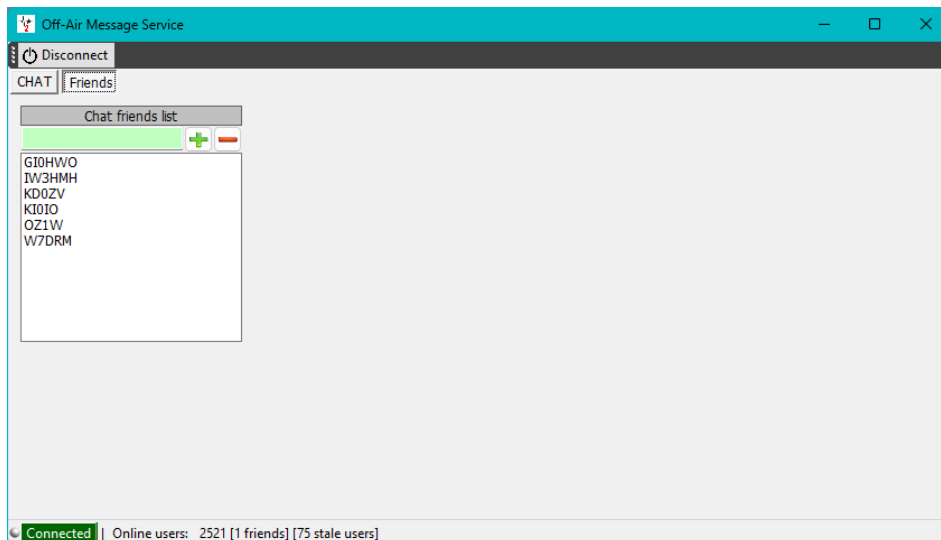 Off-Air Message Service
Disconnect
CHAT Friends
Chat friends list
GI0HWO
IW3HMH
KD0ZV
KI0IO
OZ1W
W7DRM
Connected | Online users: 2521 [1 friends] [75 stale users]